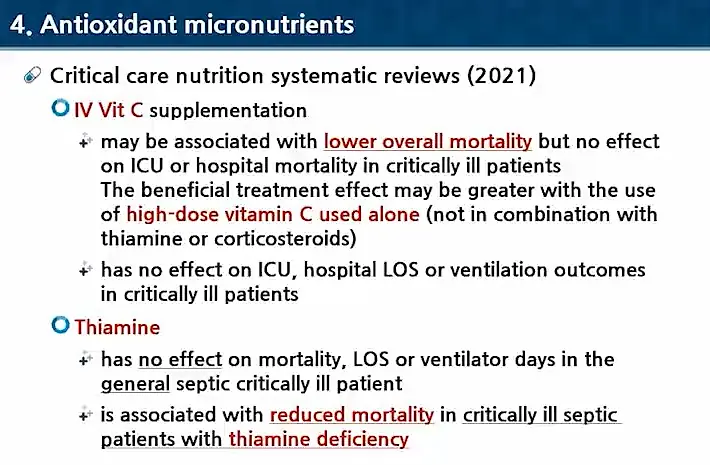 4. Antioxidant micronutrients
Critical care nutrition systematic reviews (2021)
IV Vit C supplementation
may be associated with lower overall mortality but no effect
on ICU or hospital mortality in critically ill patients
The beneficial treatment effect may be greater with the use
of high-dose vitamin C used alone (not in combination with
thiamine or corticosteroids)
has no effect on ICU, hospital LOS or ventilation outcomes
in critically ill patients
Thiamine
has no effect on mortality, LOS or ventilator days in the
general septic critically ill patient
is associated with reduced mortality in critically ill septic
patients with thiamine deficiency